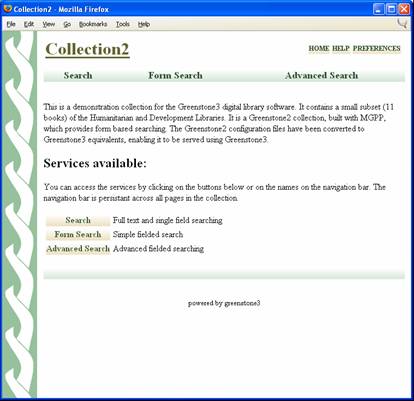 Collection2 - Mozilla Firefox
File Edit View Go Bookmarks Tools Help
Collection2
HOME HELP PREFERENCES
Search Form Search Advanced Search
This is a demonstration collection for the Greenstone3 digital library software. It contains a small subset (11
books) of the Humanitarian and Development Libraries. It is a Greenstone2 collection, built with MGPP,
which provides form based searching. The Greenstone2 configuration files have been converted to
Greenstone3 equivalents, enabling it to be served using Greenstone3.
Services available:
You can access the services by clicking on the buttons below or on the names on the navigation bar. The
navigation bar is persistant across all pages in the collection.
Search Full text and single field searching
Form Search Simple fielded search
Advanced Search Advanced fielded searching
powered by greenstone3